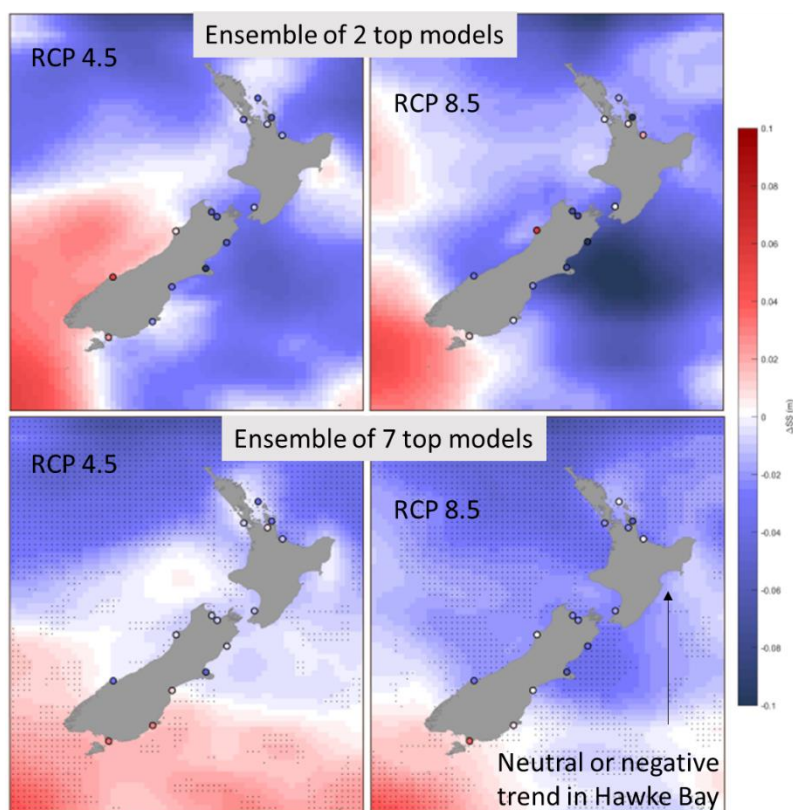 Ensemble of 2 top models
RCP 4.5
RCP 8.5
0.1
0.08
0.06
0.04
0.02
0
-0.02
-0.04
-0.06
-0.08
-0.1
ΔSS (m)
Ensemble of 7 top models
RCP 4.5
RCP 8.5
Neutral or negative
trend in Hawke Bay